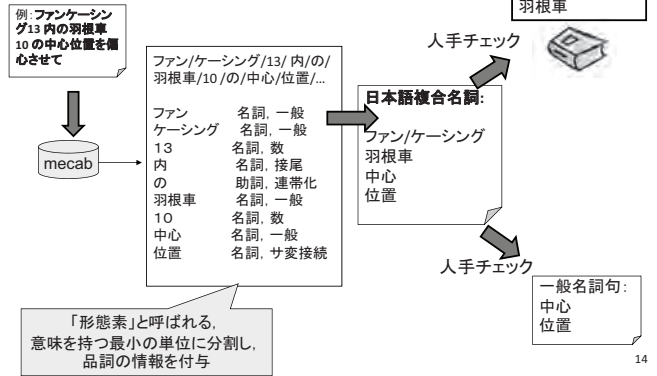 羽根車
例:ファンケーシン
グ13 内の羽根車
10 の中心位置を偏
心させて
人手チェック
mecab
ファン/ケーシング/13/ 内/の/
羽根車/10 /の/中心/位置/…
ファン 名詞, 一般
ケーシング 名詞, 一般
13 名詞, 数
内 名詞, 接尾
の 助詞, 連帯化
羽根車 名詞, 一般
10 名詞, 数
中心 名詞, 一般
位置 名詞, サ変接続
日本語複合名詞:
ファン/ケーシング
羽根車
中心
位置
人手チェック
一般名詞句:
中心
位置
「形態素」と呼ばれる,
意味を持つ最小の単位に分割し,
品詞の情報を付与
14